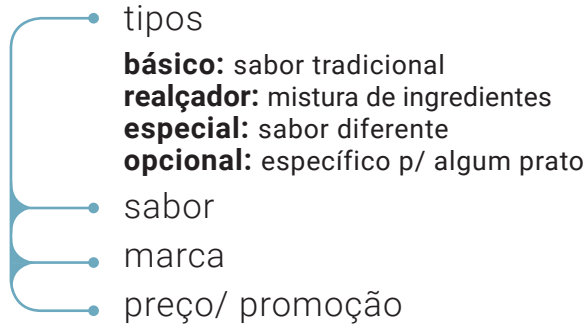 tipos
básico: sabor tradicional
realçador: mistura de ingredientes
especial: sabor diferente
opcional: específico p/ algum prato
sabor
marca
preço/ promoção